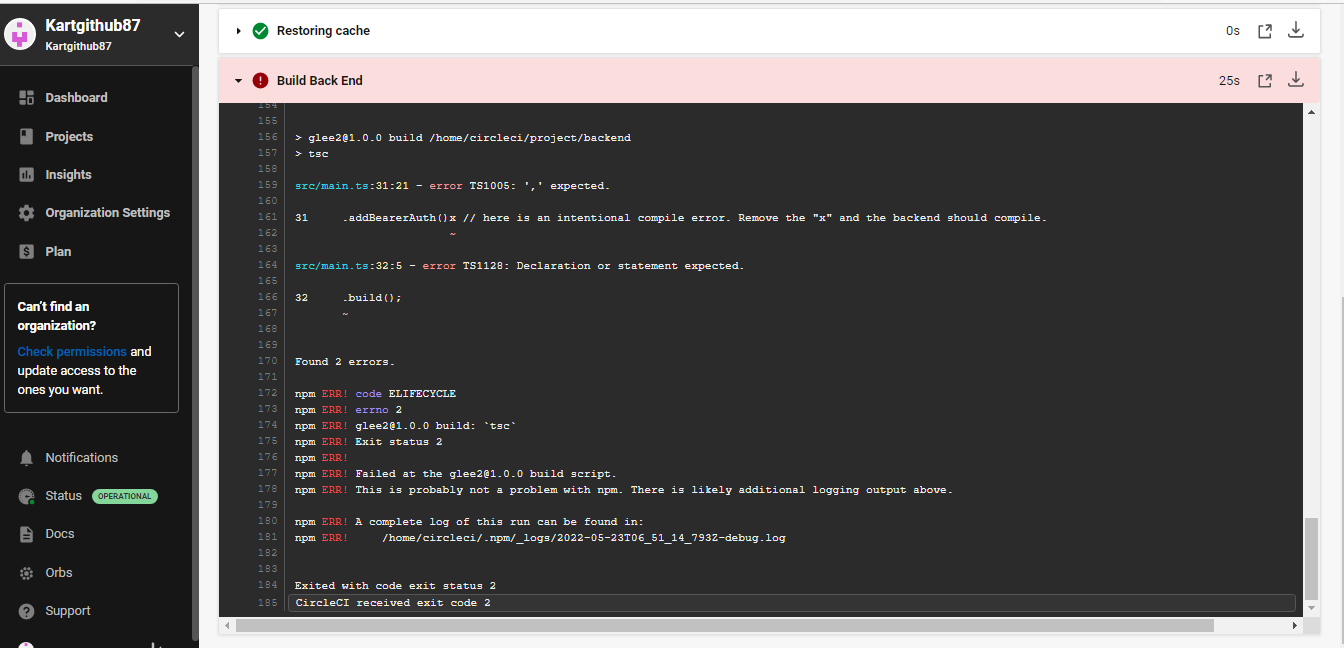 Kartgithub87
Kartgithub87
Dashboard
Projects
Insights
Organization Settings
Plan
Can't find an
organization?
Check permissions and
update access to the
ones you want.
Notifications
Status OPERATIONAL
Docs
Orbs
Support
Restoring cache 0s
Build Back End 25s
154
155
156 > glee2@1.0.0 build /home/circleci/project/backend
157 > tsc
158
159 src/main.ts:31:21 - error TS1005: ',' expected.
160
161 31 .addBearerAuth()x // here is an intentional compile error. Remove the "x" and the backend should compile.
162 ~
163
164 src/main.ts:32:5 - error TS1128: Declaration or statement expected.
165
166 32 .build();
167 ~
168
169
170 Found 2 errors.
171
172 npm ERR! code ELIFECYCLE
173 npm ERR! errno 2
174 npm ERR! glee2@1.0.0 build: `tsc`
175 npm ERR! Exit status 2
176 npm ERR!
177 npm ERR! Failed at the glee2@1.0.0 build script.
178 npm ERR! This is probably not a problem with npm. There is likely additional logging output above.
179
180 npm ERR! A complete log of this run can be found in:
181 npm ERR! /home/circleci/.npm/_logs/2022-05-23T06_51_14_793Z-debug.log
182
183
184 Exited with code exit status 2
185 CircleCI received exit code 2